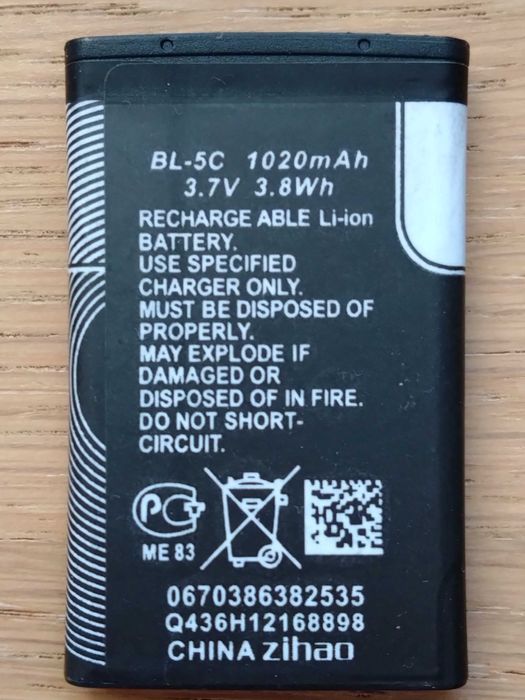 BL-5C 1020mAh
3.7V 3.8Wh
RECHARGE ABLE Li-ion
BATTERY.
USE SPECIFIED
CHARGER ONLY.
MUST BE DISPOSED OF
PROPERLY.
MAY EXPLODE IF
DAMAGED OR
DISPOSED OF IN FIRE.
DO NOT SHORT-
CIRCUIT.
ME 83
0670386382535
Q436H12168898
CHINA zihao